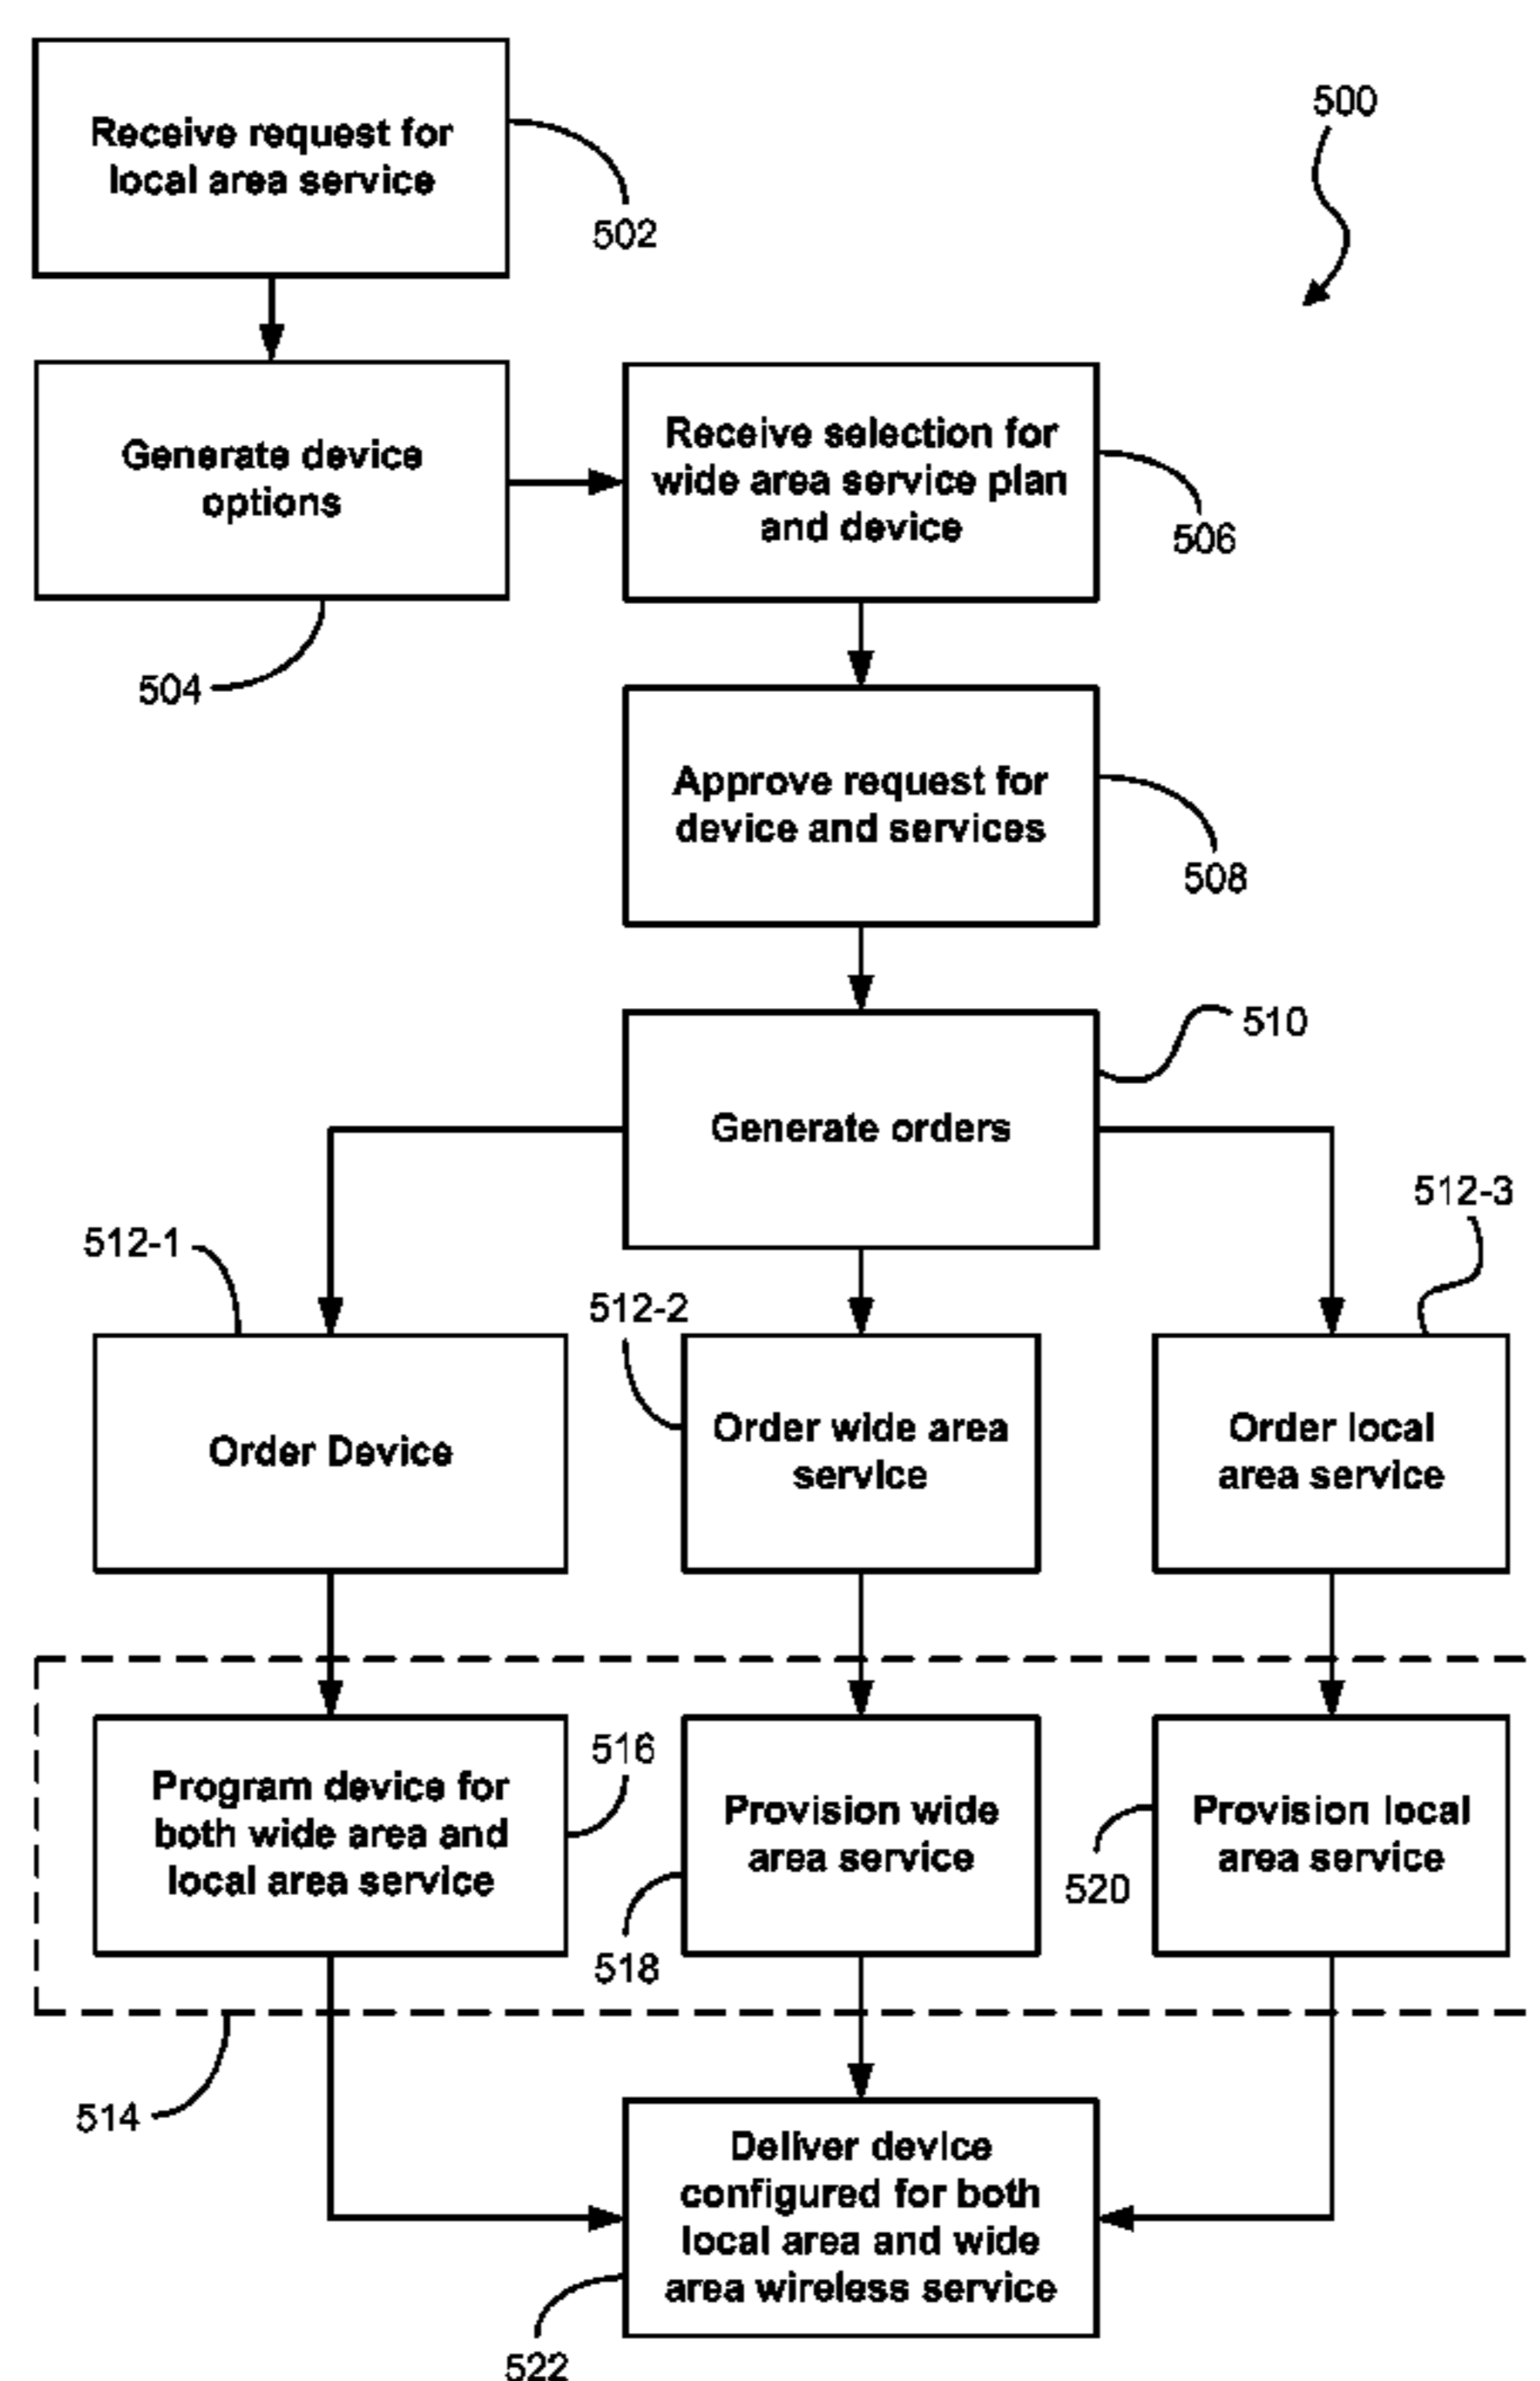 Receive request for
local area service
500
502
Generate device
options
Receive selection for
wide area service plan
and device
506
504
Approve request for
device and services
508
510
Generate orders
512-1
512-2
512-3
Order Device
Order wide area
service
Order local
area service
Program device for
both wide area and
local area service
516
Provision wide
area service
518
Provision local
area service
520
514
Deliver device
configured for both
local area and wide
area wireless service
522